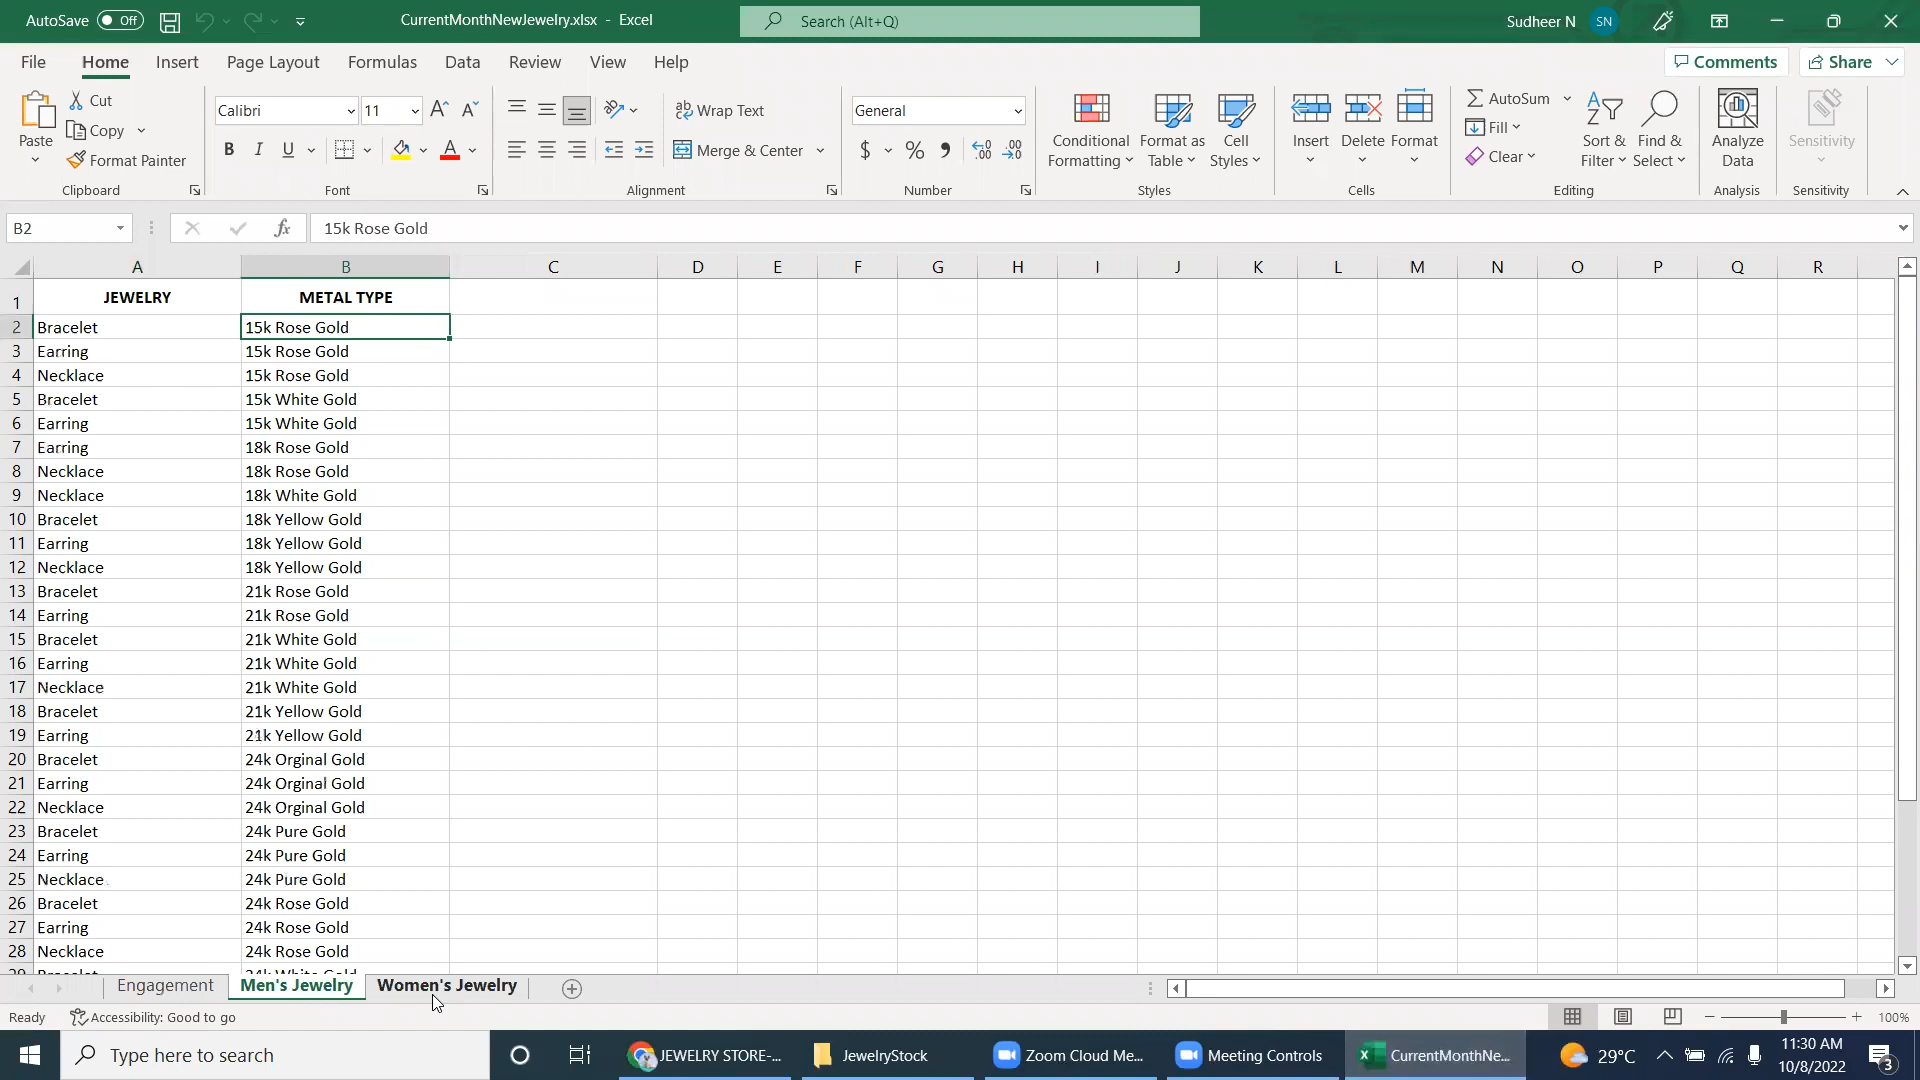 AutoSave Off CurrentMonthNewJewelry.xlsx - Excel Search (Alt+Q) Sudheer N SN
File Home Insert Page Layout Formulas Data Review View Help Comments Share
Paste Cut Copy Format Painter
Calibri 11
B I U
Wrap Text
Merge & Center
General
$ % ,
Conditional Formatting
Format as Table
Cell Styles
Insert Delete Format
AutoSum
Fill
Clear
Sort & Filter
Find & Select
Analyze Data
Sensitivity
Clipboard Font Alignment Number Styles Cells Editing Analysis Sensitivity
B2 fx 15k Rose Gold
A B C D E F G H I J K L M N O P Q R
1 JEWELRY METAL TYPE
2 Bracelet 15k Rose Gold
3 Earring 15k Rose Gold
4 Necklace 15k Rose Gold
5 Bracelet 15k White Gold
6 Earring 15k White Gold
7 Earring 18k Rose Gold
8 Necklace 18k Rose Gold
9 Necklace 18k White Gold
10 Bracelet 18k Yellow Gold
11 Earring 18k Yellow Gold
12 Necklace 18k Yellow Gold
13 Bracelet 21k Rose Gold
14 Earring 21k Rose Gold
15 Bracelet 21k White Gold
16 Earring 21k White Gold
17 Necklace 21k White Gold
18 Bracelet 21k Yellow Gold
19 Earring 21k Yellow Gold
20 Bracelet 24k Orginal Gold
21 Earring 24k Orginal Gold
22 Necklace 24k Orginal Gold
23 Bracelet 24k Pure Gold
24 Earring 24k Pure Gold
25 Necklace 24k Pure Gold
26 Bracelet 24k Rose Gold
27 Earring 24k Rose Gold
28 Necklace 24k Rose Gold
29 Bracelet 24k White Gold
Engagement Men's Jewelry Women's Jewelry
Ready Accessibility: Good to go 100%
Type here to search JEWELRY STORE-... JewelryStock Zoom Cloud Me... Meeting Controls CurrentMonthNe... 29°C 11:30 AM
10/8/2022 3